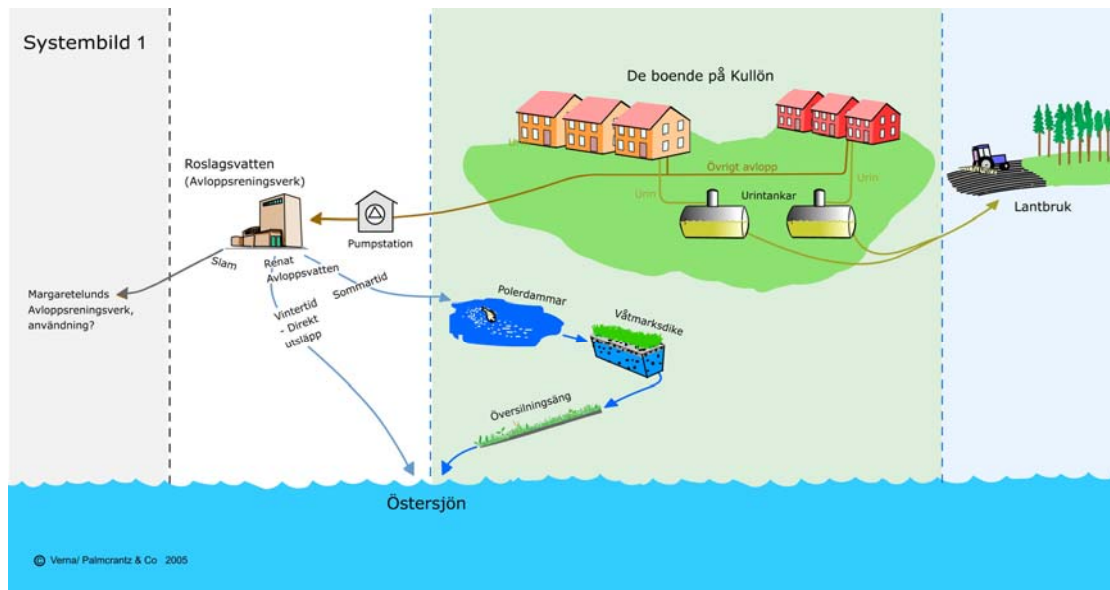 Systembild 1
De boende på Kullön
Övrigt avlopp
Urin
Urin
Urintankar
Lantbruk
Roslagsvatten
(Avloppsreningsverk)
Pumpstation
Slam
Renat
Avloppsvatten
Sommartid
Vintertid
- Direkt
utsläpp
Margaretelunds
Avloppsreningsverk,
användning?
Polerdammar
Våtmarksdike
Översilningsäng
Östersjön
© Verna/ Palmcrantz & Co 2005